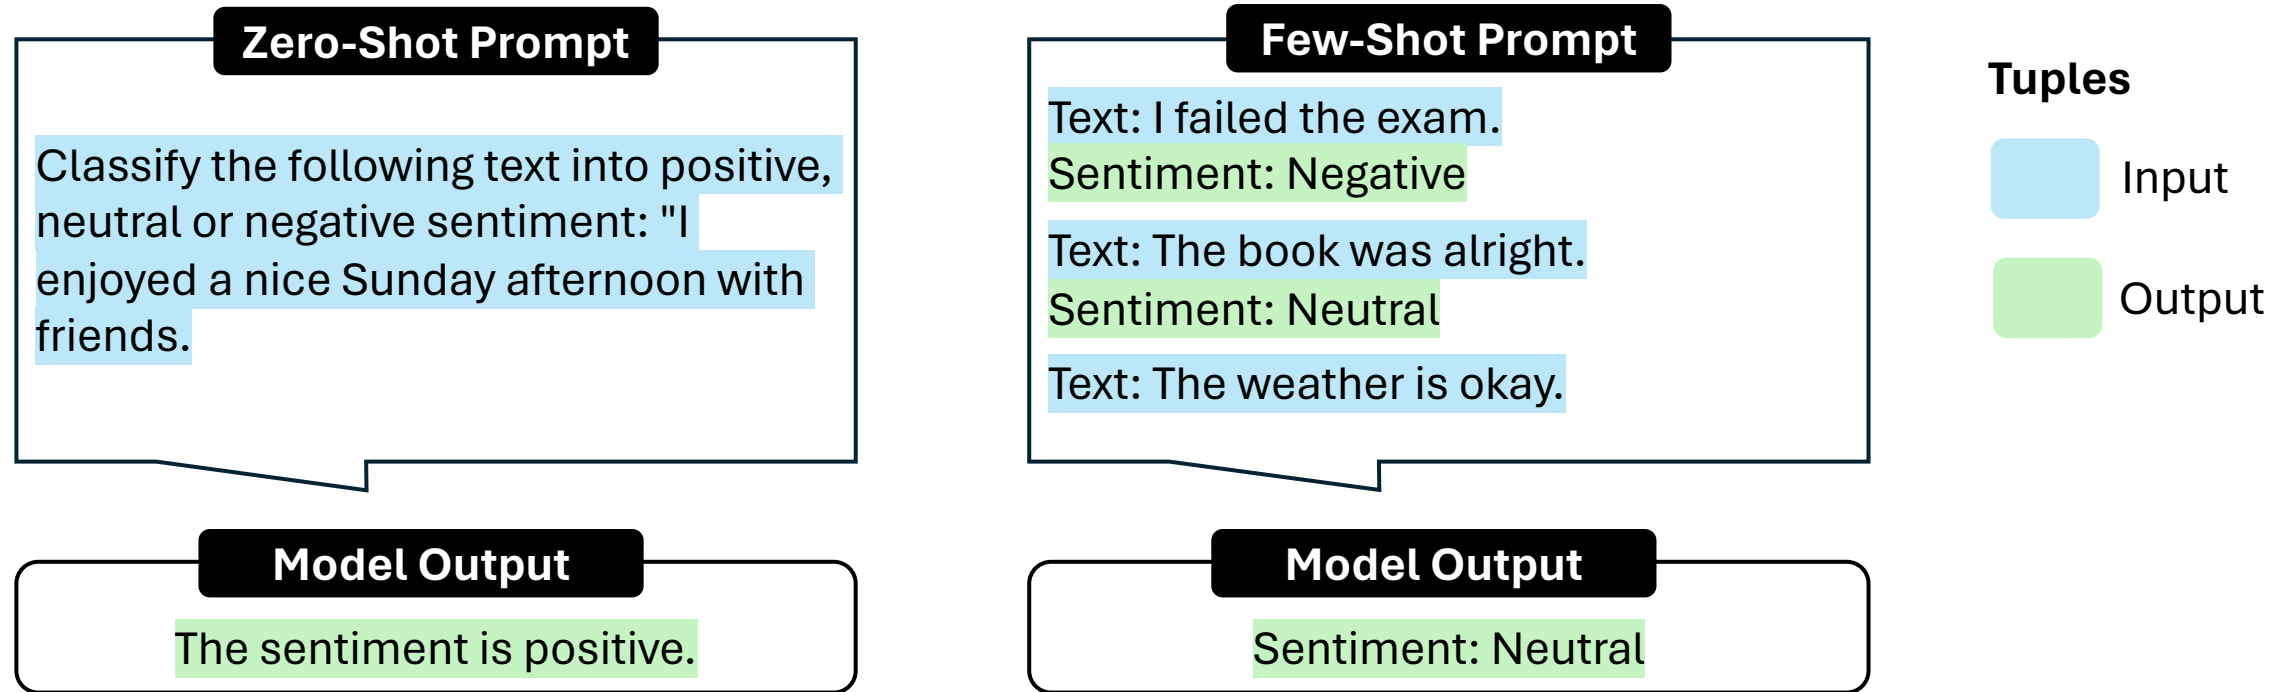 Zero-Shot Prompt
Classify the following text into positive,
neutral or negative sentiment: "I
enjoyed a nice Sunday afternoon with
friends.
Model Output
The sentiment is positive.
Few-Shot Prompt
Text: I failed the exam.
Sentiment: Negative
Text: The book was alright.
Sentiment: Neutral
Text: The weather is okay.
Model Output
Sentiment: Neutral
Tuples
Input
Output